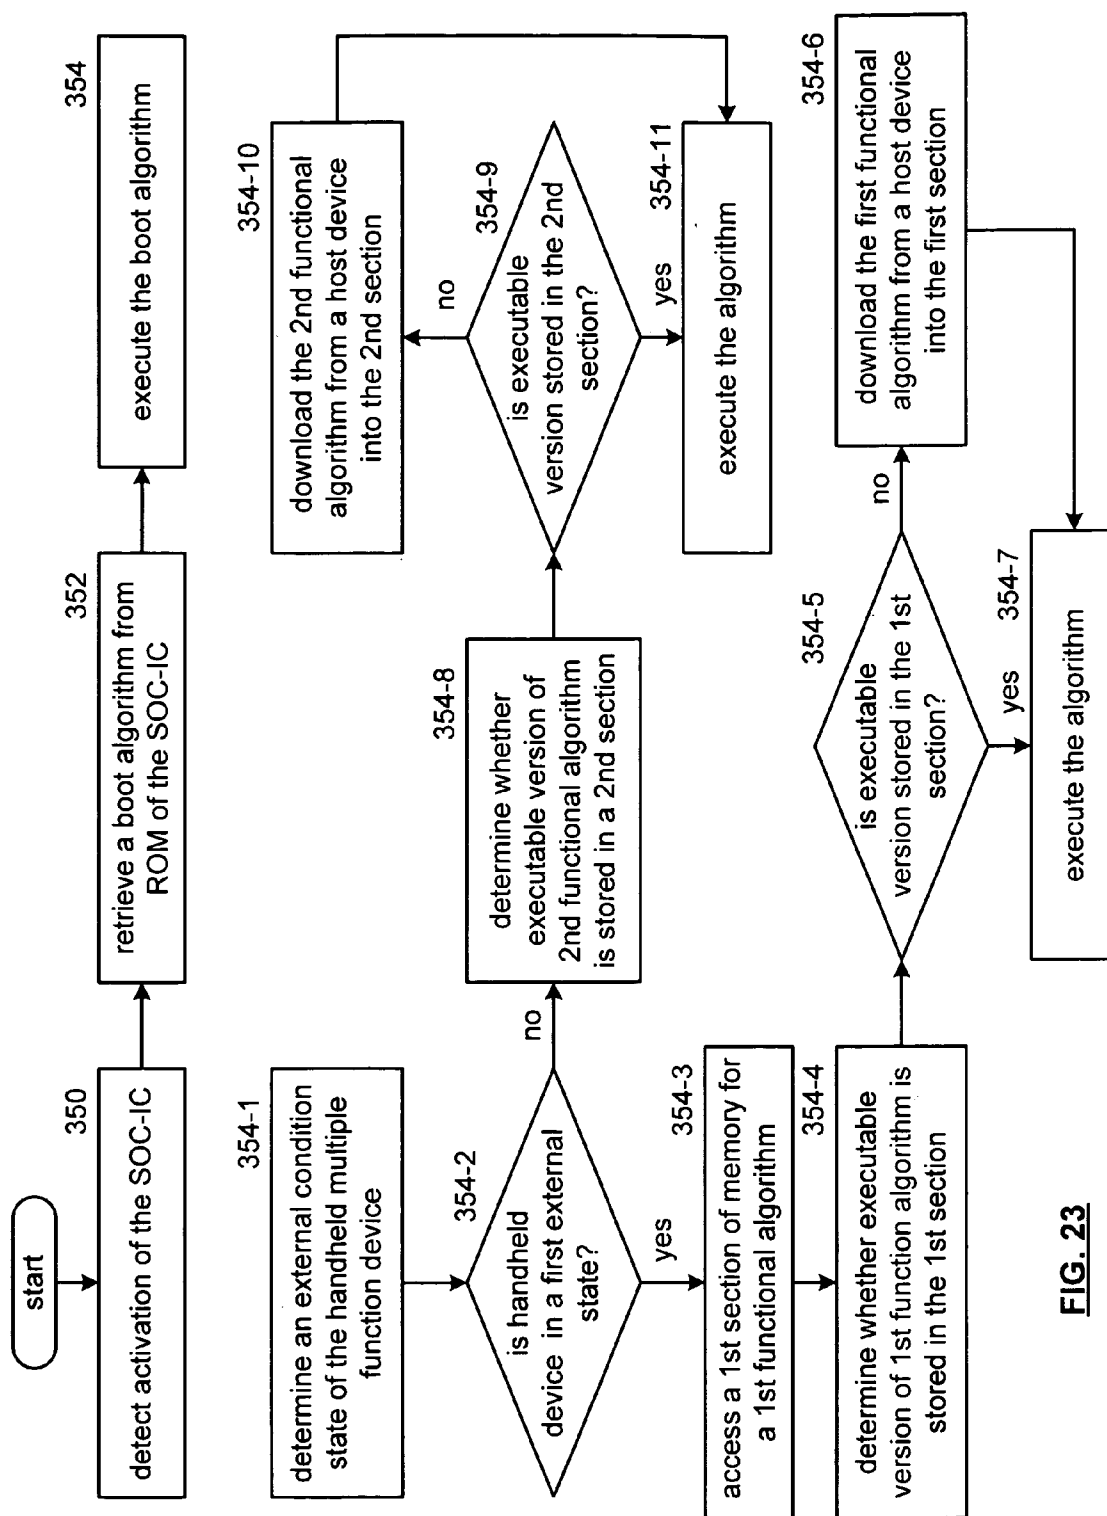 start
350
detect activation of the SOC-IC
352
retrieve a boot algorithm from
ROM of the SOC-IC
354
execute the boot algorithm
354-1
determine an external condition
state of the handheld multiple
function device
354-2
is handheld
device in a first external
state?
no
yes
354-3
access a 1st section of memory for
a 1st functional algorithm
354-4
determine whether executable
version of 1st function algorithm is
stored in the 1st section
354-5
is executable
version stored in the 1st
section?
no
yes
354-6
download the first functional
algorithm from a host device
into the first section
354-7
execute the algorithm
354-8
determine whether
executable version of
2nd functional algorithm
is stored in a 2nd section
354-9
is executable
version stored in the 2nd
section?
no
yes
354-10
download the 2nd functional
algorithm from a host device
into the 2nd section
354-11
execute the algorithm
FIG. 23